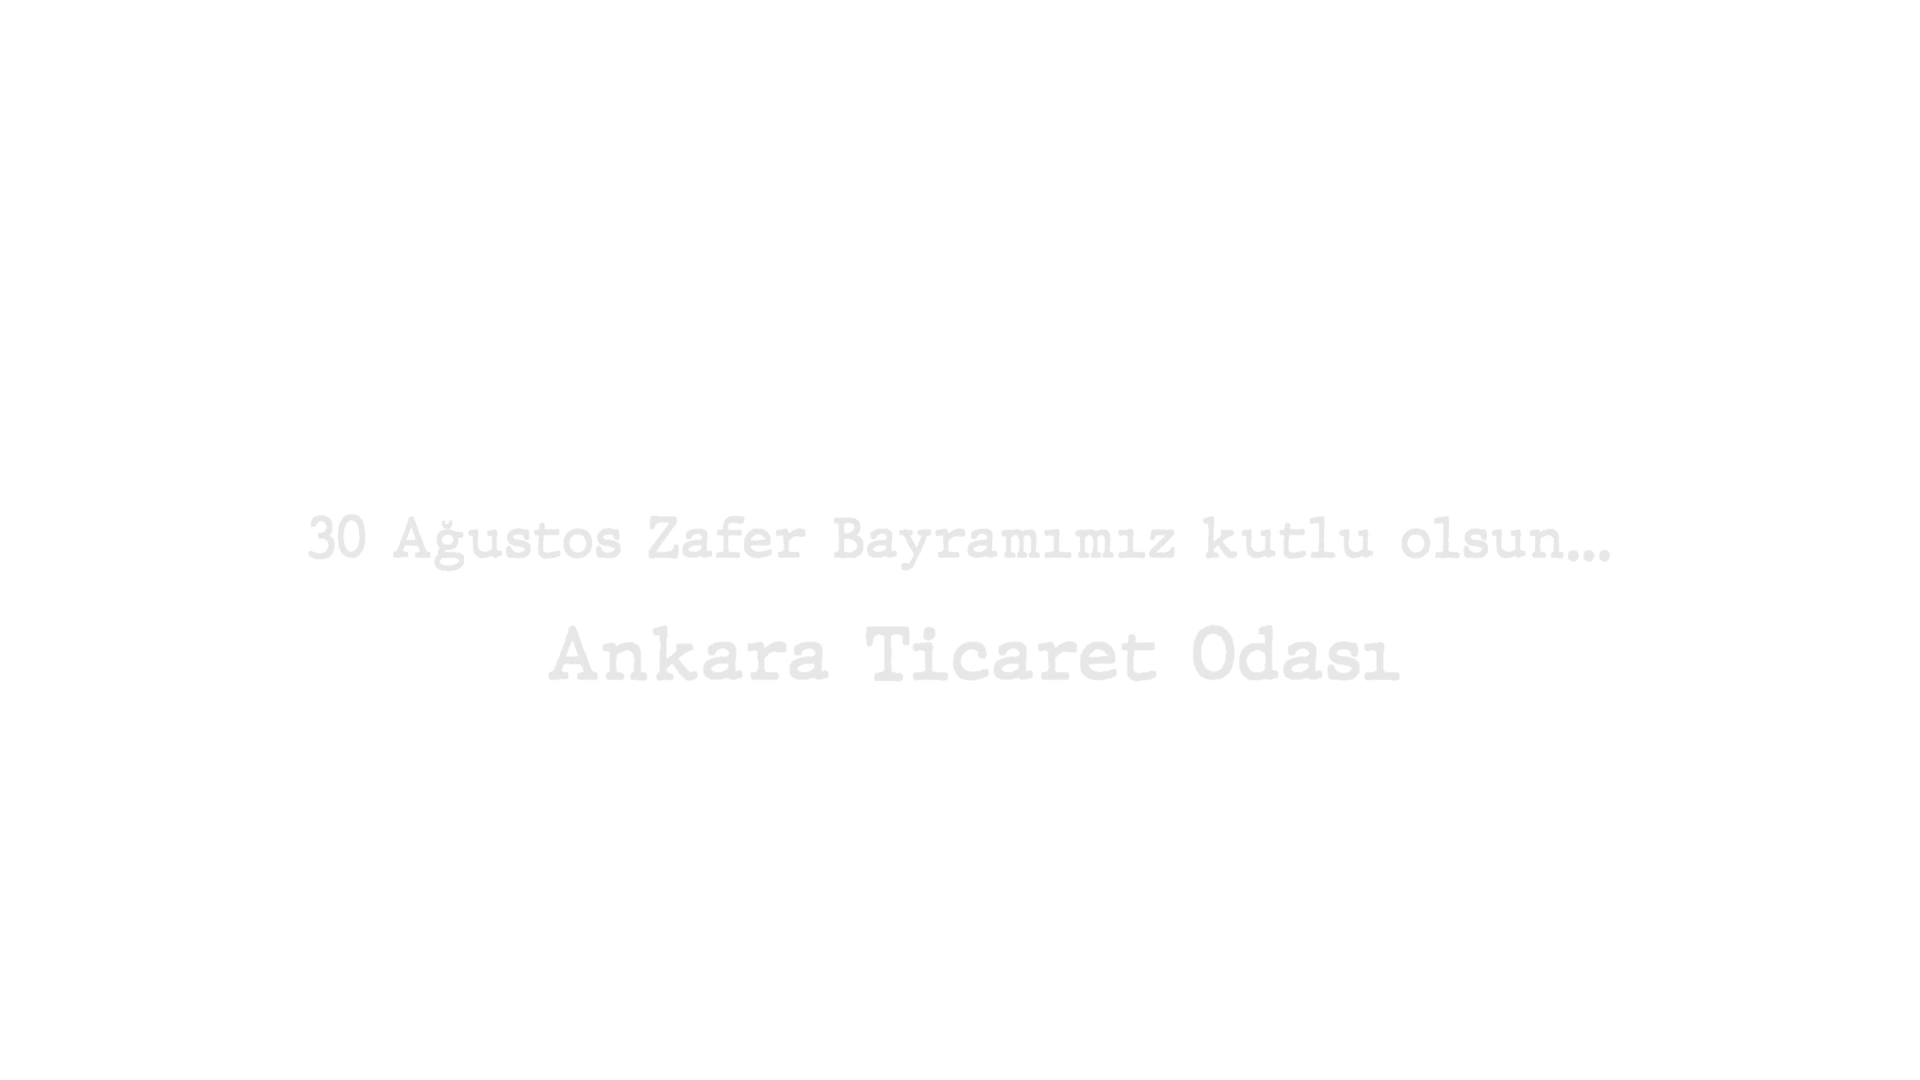 30 Ağustos Zafer Bayramımız kutlu olsun...
Ankara Ticaret Odası